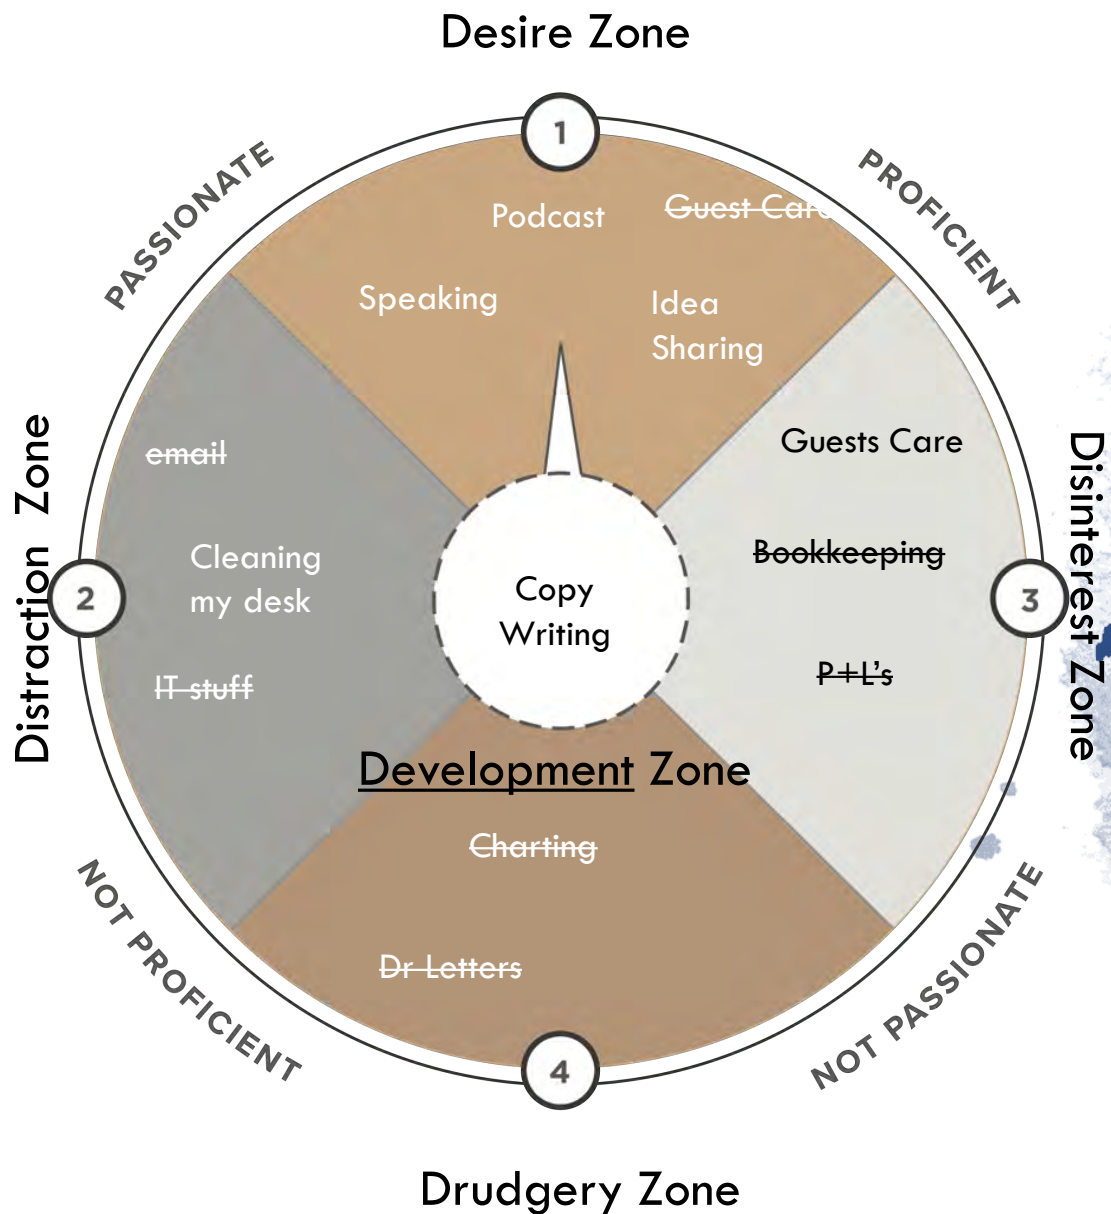 Desire Zone
1
PASSIONATE
PROFICIENT
Podcast
Guest Care
Speaking
Idea
Sharing
Distraction Zone
2
email
Cleaning
my desk
IT stuff
Copy
Writing
Guests Care
Bookkeeping
P+L's
3
Disinterest Zone
Development Zone
Charting
Dr Letters
NOT PROFICIENT
NOT PASSIONATE
4
Drudgery Zone